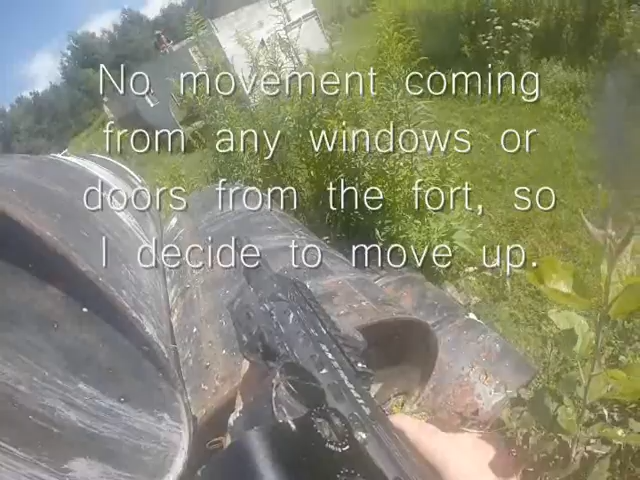 No movement coming
from any windows or
doors from the fort, so
I decide to move up.